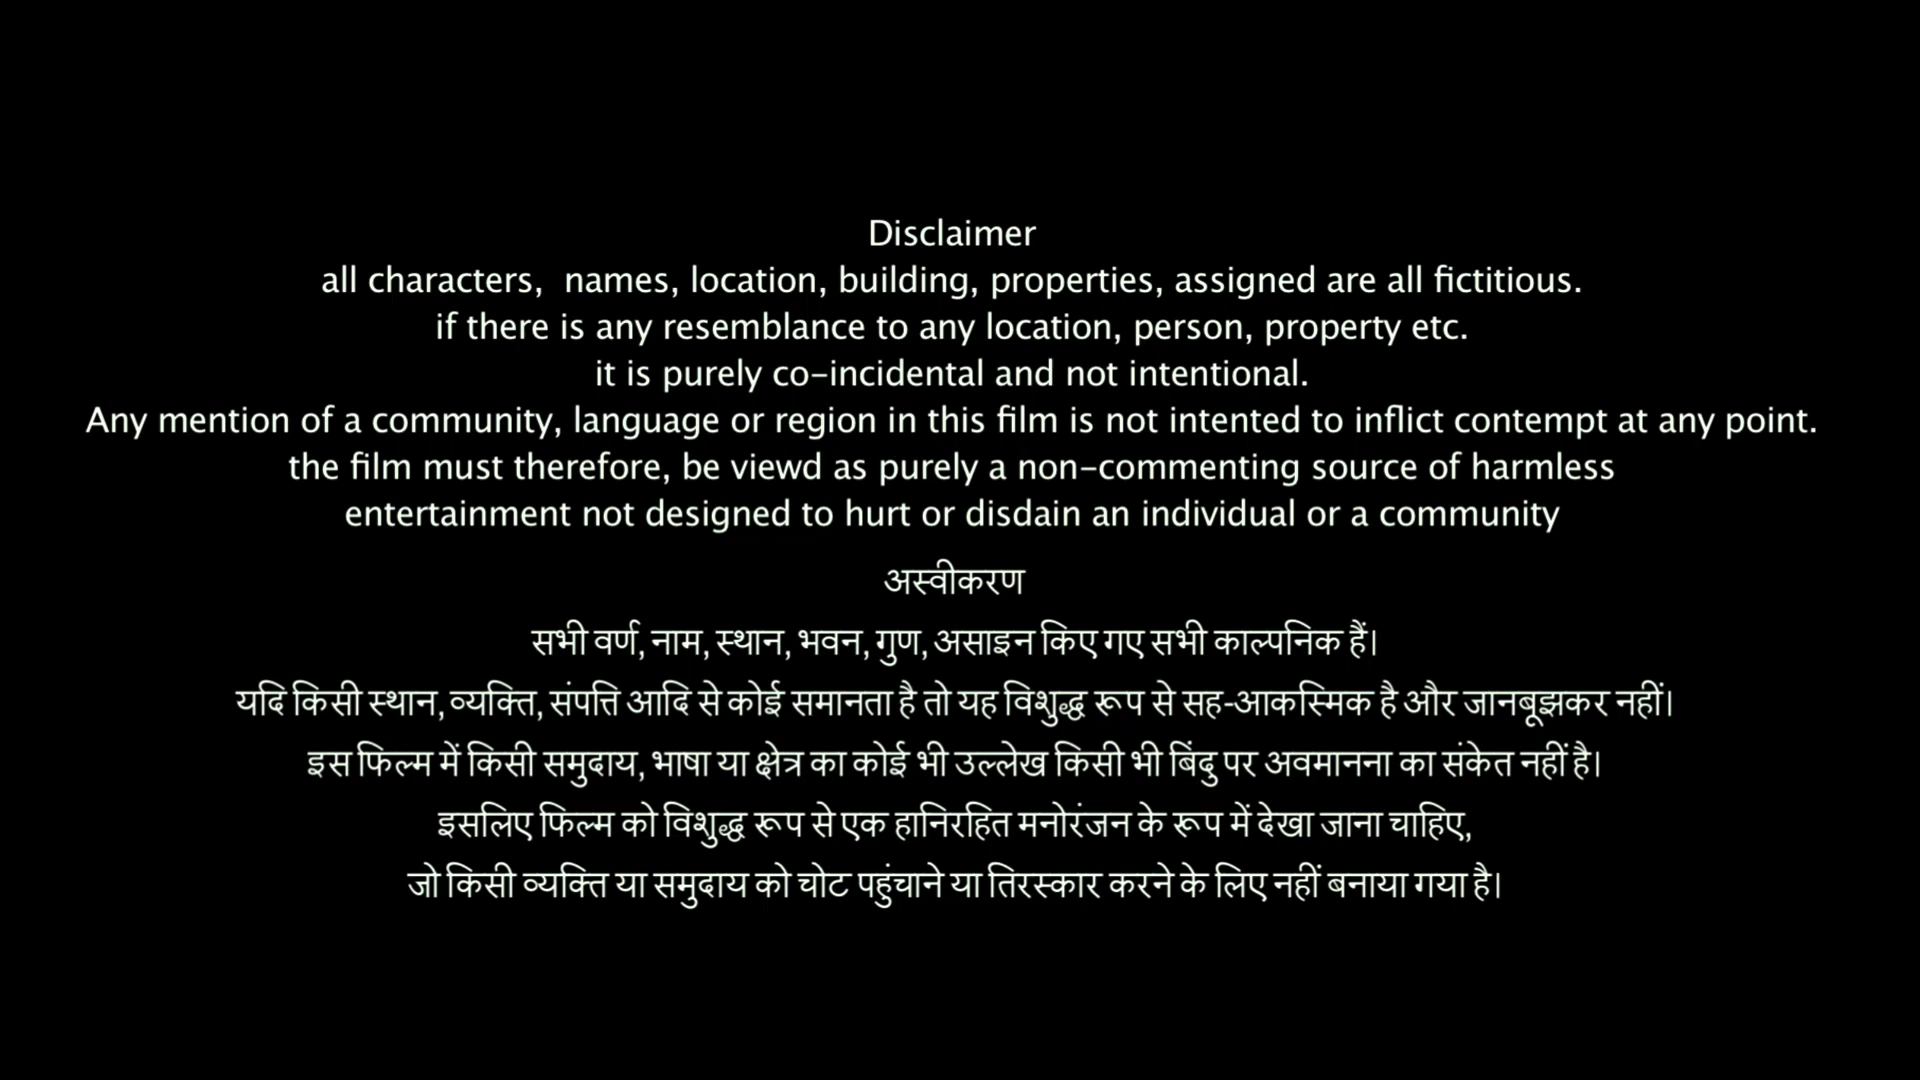 Disclaimer
all characters,  names, location, building, properties, assigned are all fictitious.
if there is any resemblance to any location, person, property etc.
it is purely co-incidental and not intentional.
Any mention of a community, language or region in this film is not intented to inflict contempt at any point.
the film must therefore, be viewd as purely a non-commenting source of harmless
entertainment not designed to hurt or disdain an individual or a community
अस्वीकरण
सभी वर्ण, नाम, स्थान, भवन, गुण, असाइन किए गए सभी काल्पनिक हैं।
यदि किसी स्थान, व्यक्ति, संपत्ति आदि से कोई समानता है तो यह विशुद्ध रूप से सह-आकस्मिक है और जानबूझकर नहीं।
इस फिल्म में किसी समुदाय, भाषा या क्षेत्र का कोई भी उल्लेख किसी भी बिंदु पर अवमानना का संकेत नहीं है।
इसलिए फिल्म को विशुद्ध रूप से एक हानिरहित मनोरंजन के रूप में देखा जाना चाहिए,
जो किसी व्यक्ति या समुदाय को चोट पहुंचाने या तिरस्कार करने के लिए नहीं बनाया गया है।